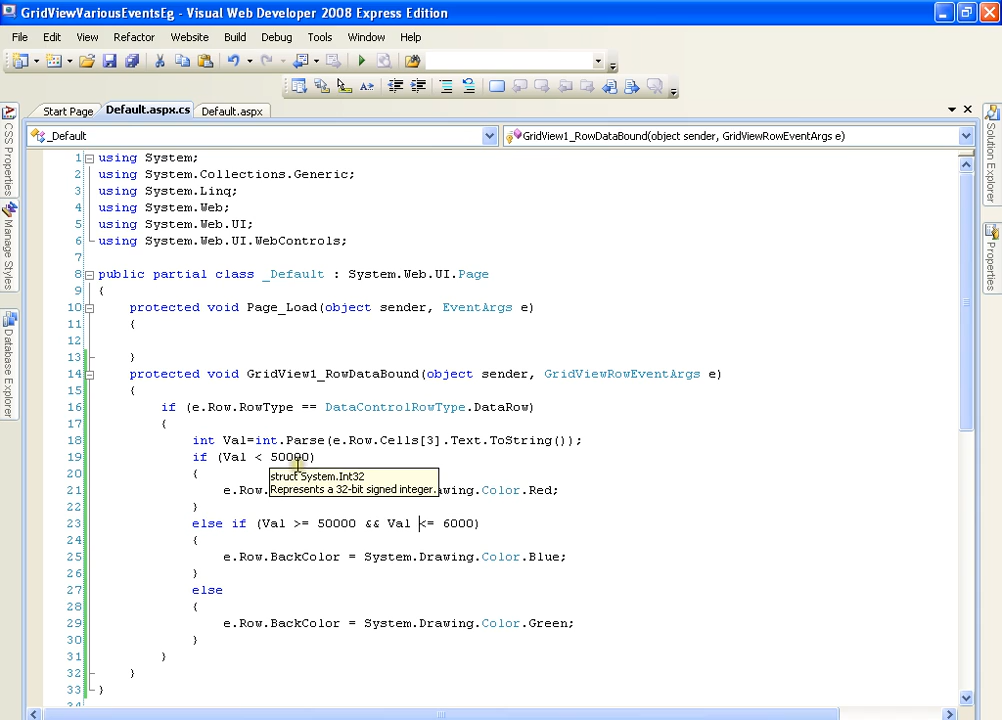 GridViewVariousEventsEg - Visual Web Developer 2008 Express Edition
File Edit View Refactor Website Build Debug Tools Window Help
Start Page Default.aspx.cs Default.aspx
_Default GridView1_RowDataBound(object sender, GridViewRowEventArgs e)
CSS Properties
Manage Styles
Database Explorer
Solution Explorer
Properties
1 using System;
2 using System.Collections.Generic;
3 using System.Linq;
4 using System.Web;
5 using System.Web.UI;
6 using System.Web.UI.WebControls;
7
8 public partial class _Default : System.Web.UI.Page
9 {
10 protected void Page_Load(object sender, EventArgs e)
11 {
12
13 }
14 protected void GridView1_RowDataBound(object sender, GridViewRowEventArgs e)
15 {
16 if (e.Row.RowType == DataControlRowType.DataRow)
17 {
18 int Val=int.Parse(e.Row.Cells[3].Text.ToString());
19 if (Val < 50000)
20 {
struct System.Int32
Represents a 32-bit signed integer.
21 e.Row. wing.Color.Red;
22 }
23 else if (Val >= 50000 && Val <= 6000)
24 {
25 e.Row.BackColor = System.Drawing.Color.Blue;
26 }
27 else
28 {
29 e.Row.BackColor = System.Drawing.Color.Green;
30 }
31 }
32 }
33 }
34